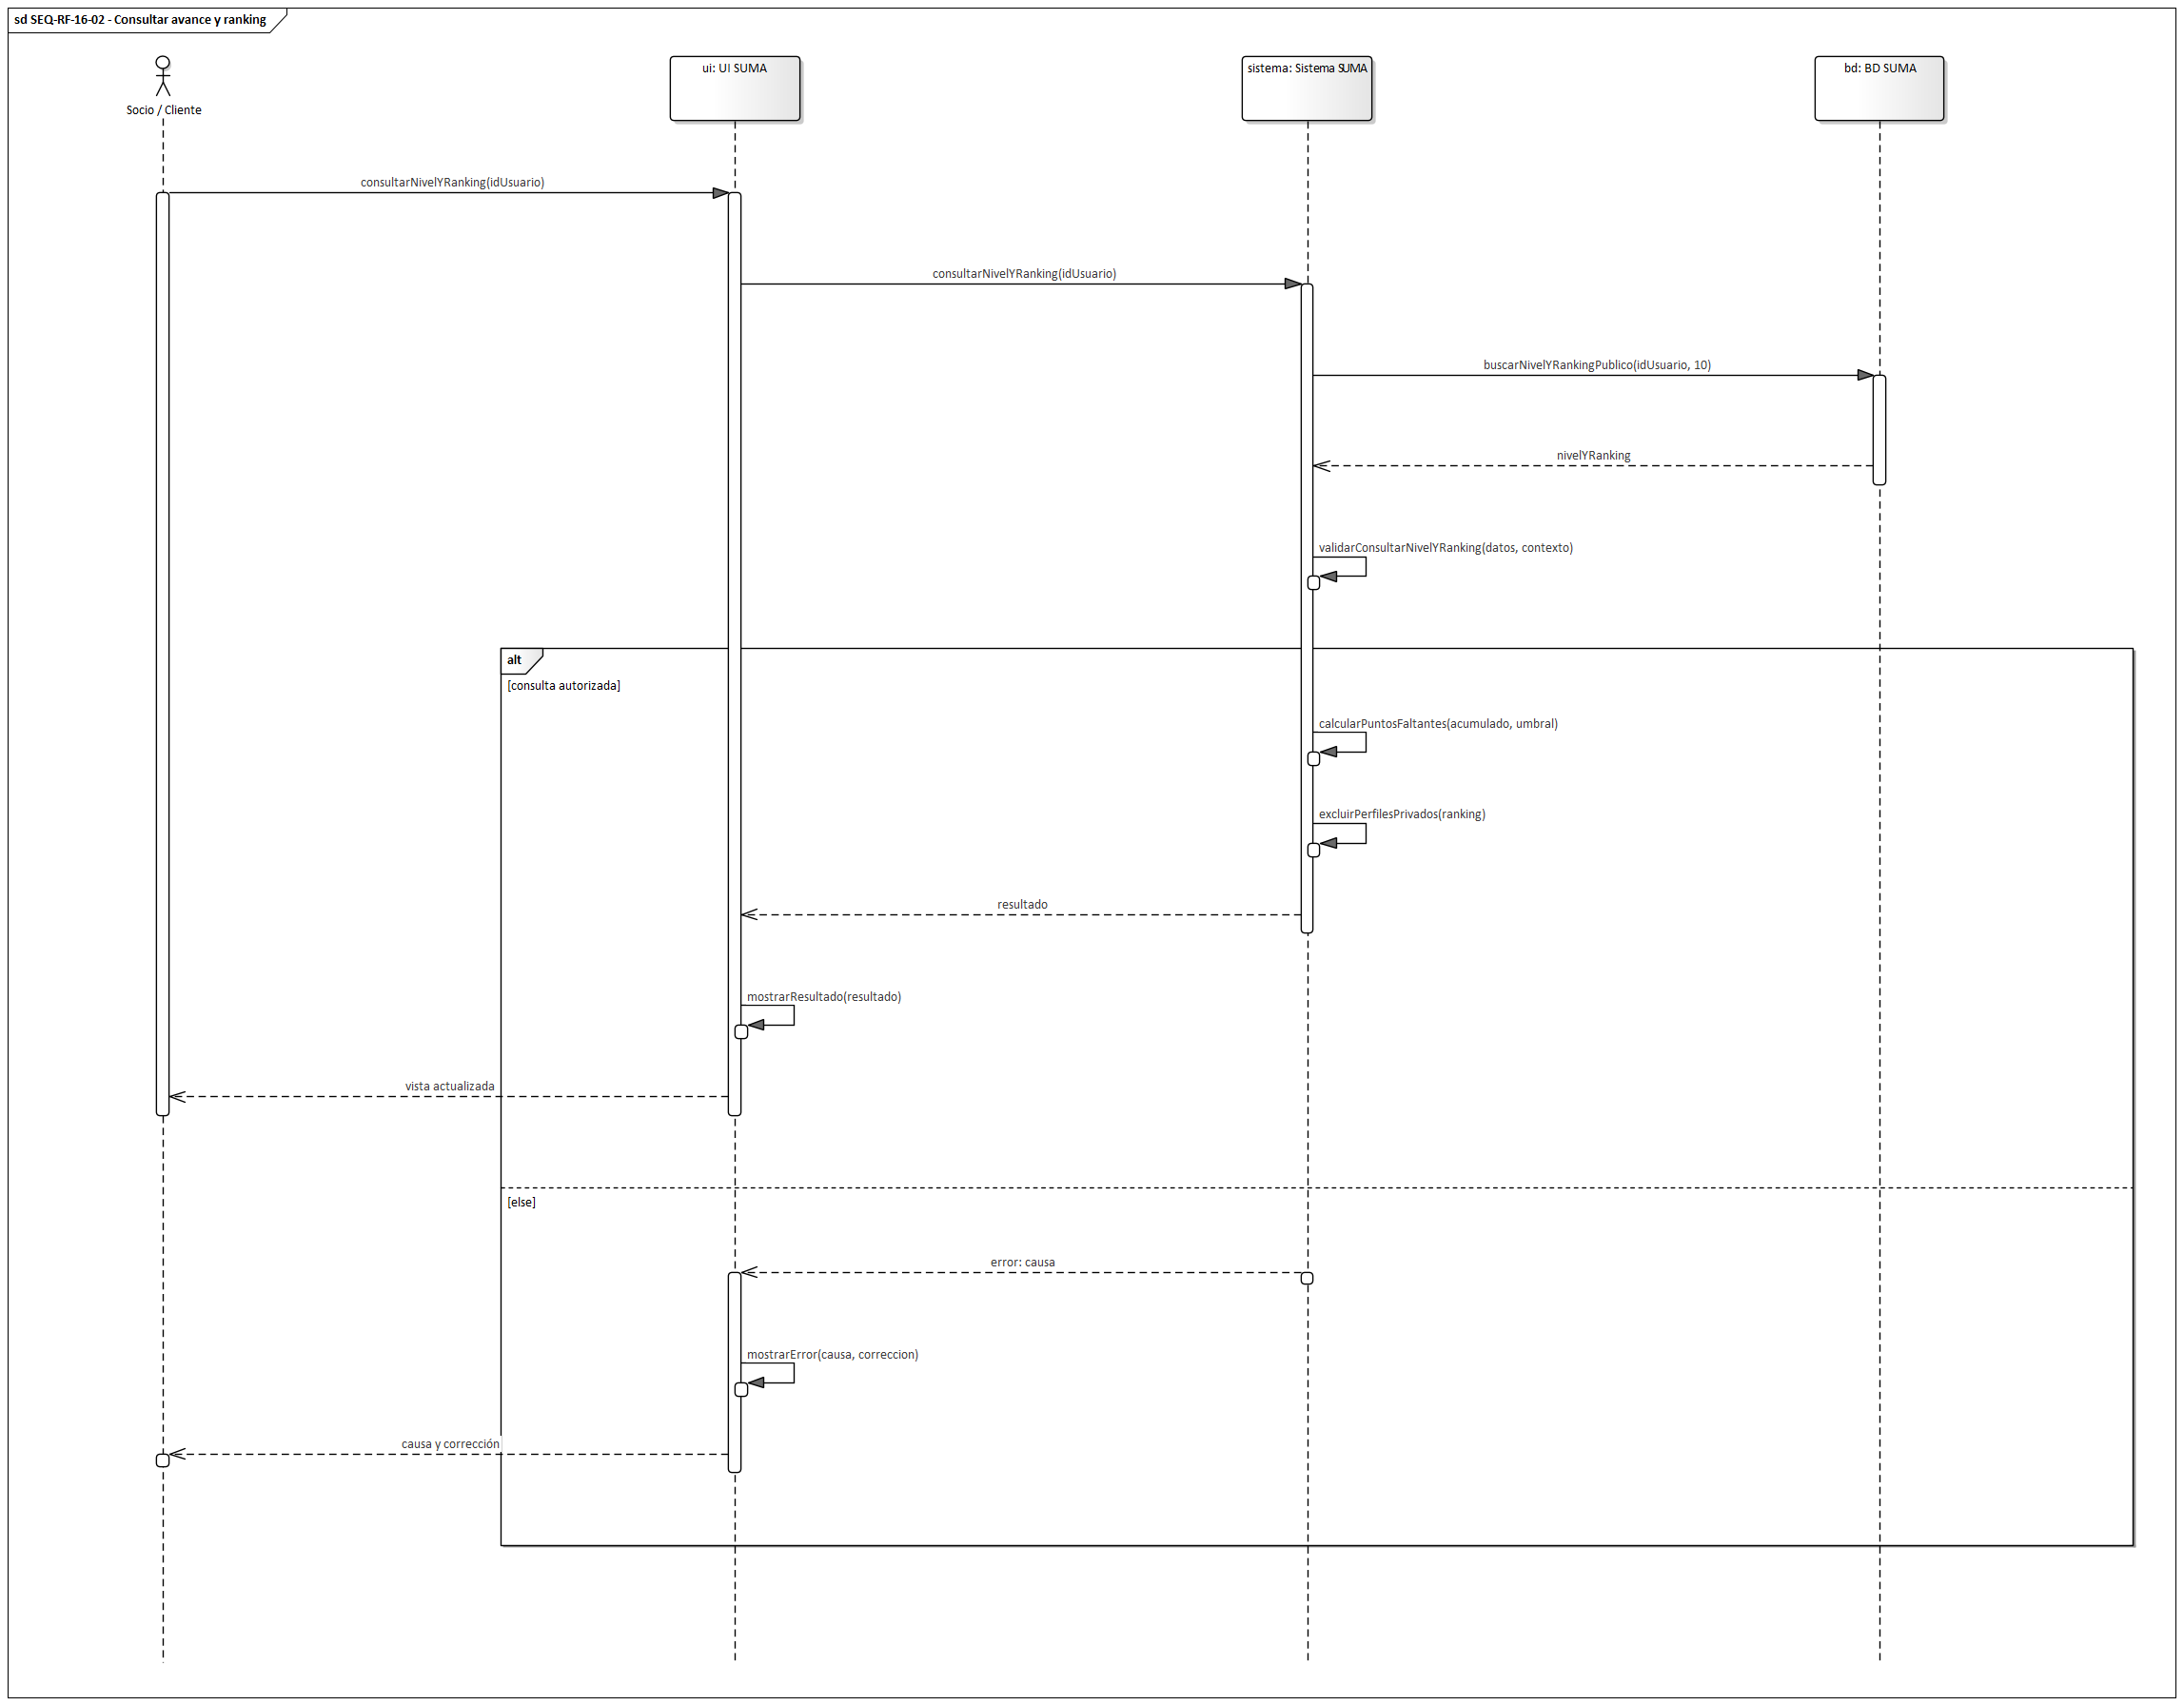 sd SEQ-RF-16-02 - Consultar avance y ranking
Socio / Cliente
ui: UI SUMA
sistema: Sistema SUMA
bd: BD SUMA
consultarNivelYRanking(idUsuario)
consultarNivelYRanking(idUsuario)
buscarNivelYRankingPublico(idUsuario, 10)
nivelYRanking
validarConsultarNivelYRanking(datos, contexto)
alt
[consulta autorizada]
calcularPuntosFaltantes(acumulado, umbral)
excluirPerfilesPrivados(ranking)
resultado
mostrarResultado(resultado)
vista actualizada
[else]
error: causa
mostrarError(causa, correccion)
causa y corrección